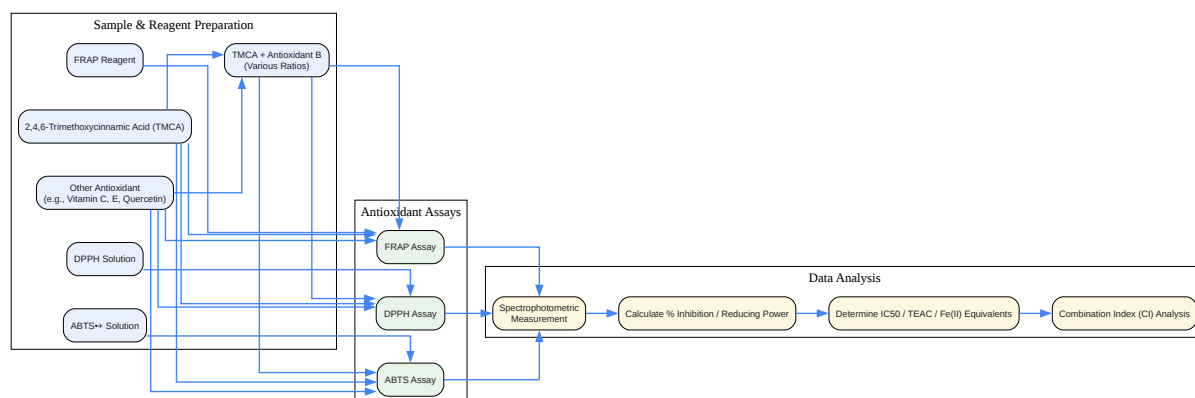 Sample & Reagent Preparation
FRAP Reagent
TMCA + Antioxidant B
(Various Ratios)
2,4,6-Trimethoxycinnamic Acid (TMCA)
Other Antioxidant
(e.g., Vitamin C, E, Quercetin)
DPPH Solution
ABTS•+ Solution
Antioxidant Assays
FRAP Assay
DPPH Assay
ABTS Assay
Data Analysis
Spectrophotometric
Measurement
Calculate % Inhibition / Reducing Power
Determine IC50 / TEAC / Fe(II) Equivalents
Combination Index (CI) Analysis